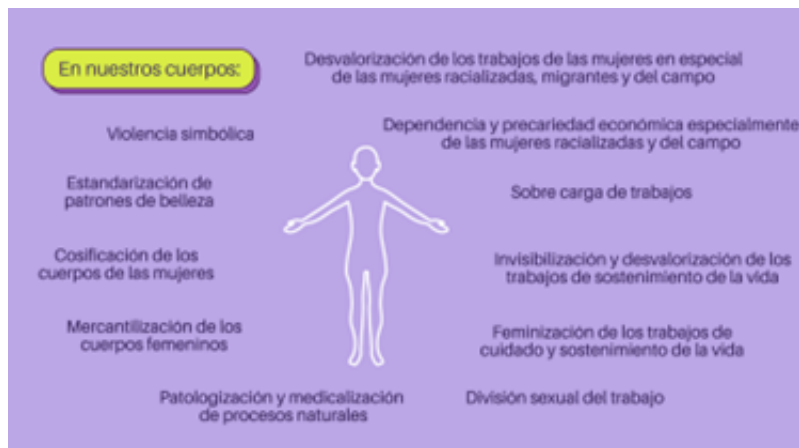 En nuestros cuerpos:
Desvalorización de los trabajos de las mujeres en especial
de las mujeres racializadas, migrantes y del campo
Violencia simbólica
Dependencia y precariedad económica especialmente
de las mujeres racializadas y del campo
Estandarización de
patrones de belleza
Sobre carga de trabajos
Cosificación de los
cuerpos de las mujeres
Invisibilización y desvalorización de los
trabajos de sostenimiento de la vida
Mercantilización de los
cuerpos femeninos
Feminización de los trabajos de
cuidado y sostenimiento de la vida
Patologización y medicalización
de procesos naturales
División sexual del trabajo